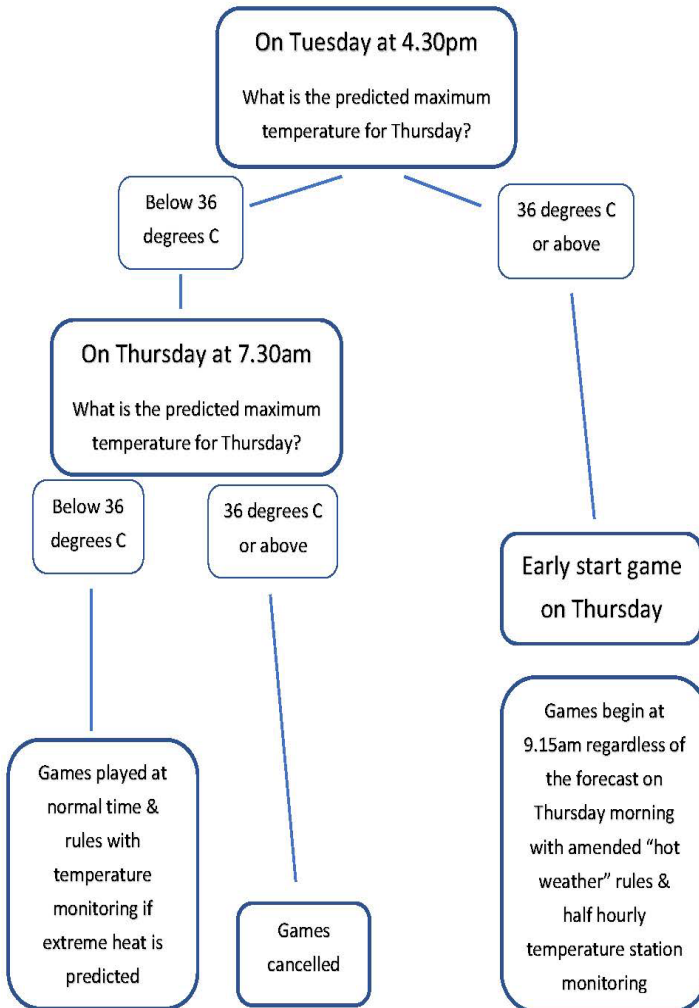 On Tuesday at 4.30pm
What is the predicted maximum
temperature for Thursday?
Below 36
degrees C
36 degrees C
or above
On Thursday at 7.30am
What is the predicted maximum
temperature for Thursday?
Below 36
degrees C
36 degrees C
or above
Early start game
on Thursday
Games played at
normal time &
rules with
temperature
monitoring if
extreme heat is
predicted
Games
cancelled
Games begin at
9.15am regardless of
the forecast on
Thursday morning
with amended “hot
weather” rules &
half hourly
temperature station
monitoring